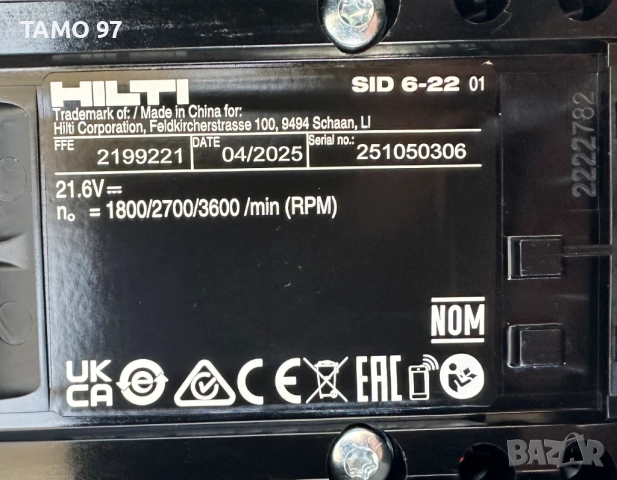 TAMO 97
HILTI
SID 6-22 01
Trademark of: / Made in China for:
Hilti Corporation, Feldkircherstrasse 100, 9494 Schaan, LI
FFE 2199221 DATE 04/2025 Serial no.: 251050306
21.6V⎓
n₀ = 1800/2700/3600 /min (RPM)
2222782
NOM
UK
CA
CE
EAC
BAZAR